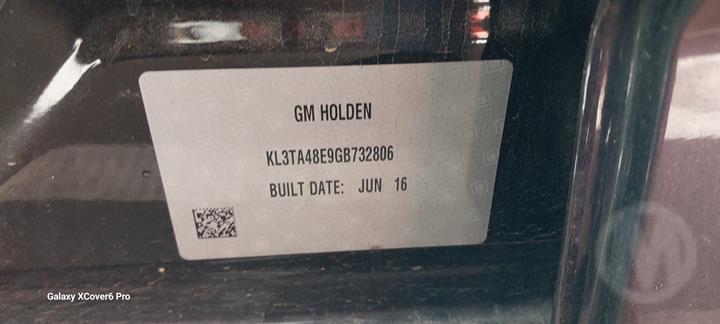 GM HOLDEN
KL3TA48E9GB732806
BUILT DATE: JUN 16
Galaxy XCover6 Pro